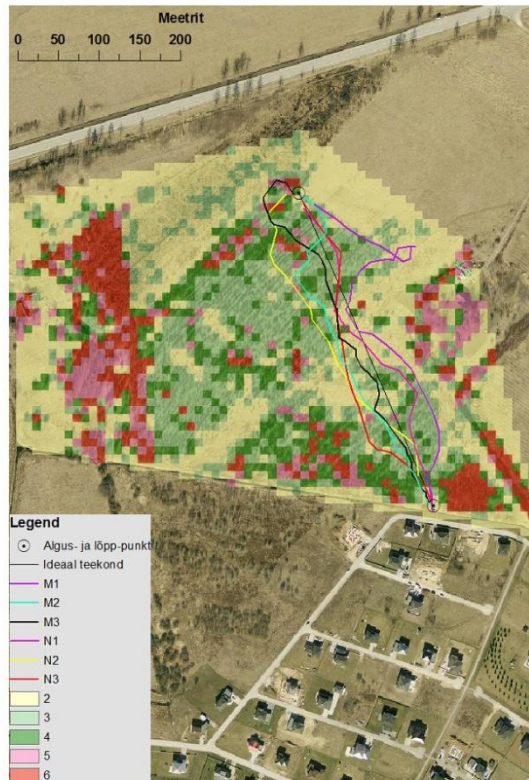 Meetrit
0 50 100 150 200
Legend
Algus- ja lõpp-punkt
Ideaal teekond
M1
M2
M3
N1
N2
N3
2
3
4
5
6